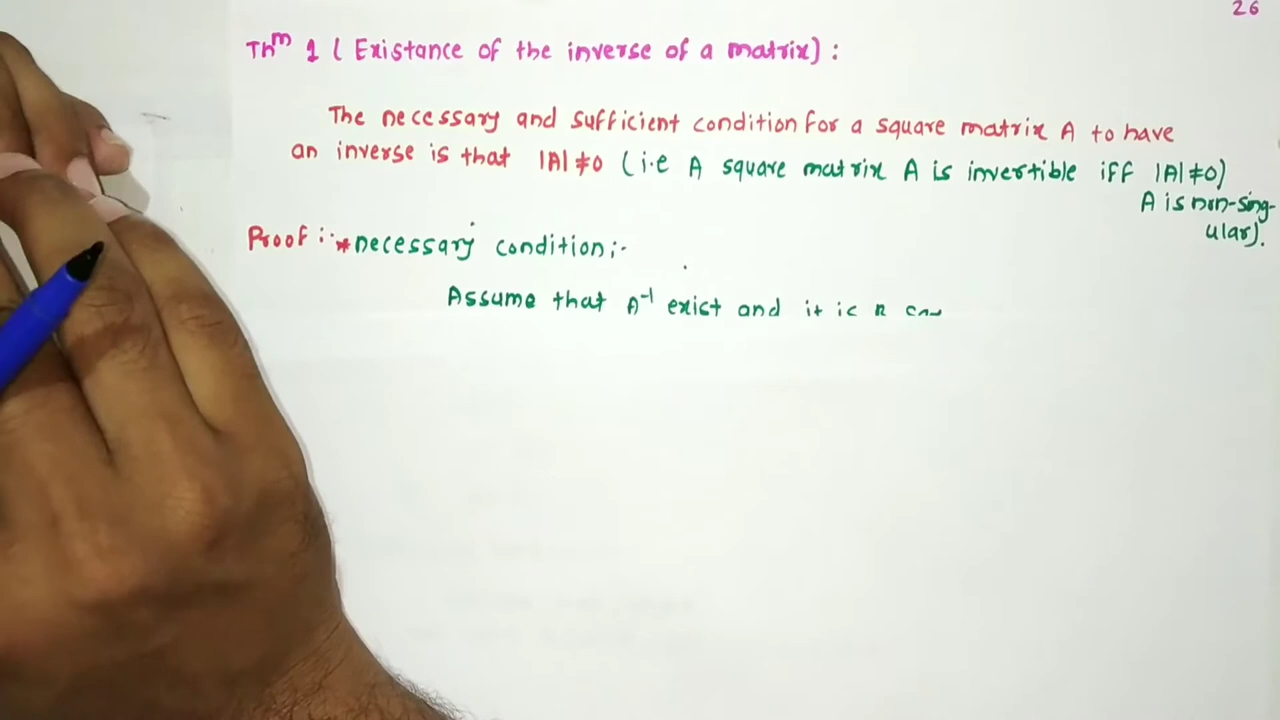 26
Thm 1 ( Existance of the inverse of a matrix) :
The necessary and sufficient condition for a square matrix A to have
an inverse is that |A| ≠ 0 ( i.e A square matrix A is invertible iff |A| ≠ 0)
A is non-sing-
ular).
Proof :- *necessary condition :-
Assume that A⁻¹ exist and it is